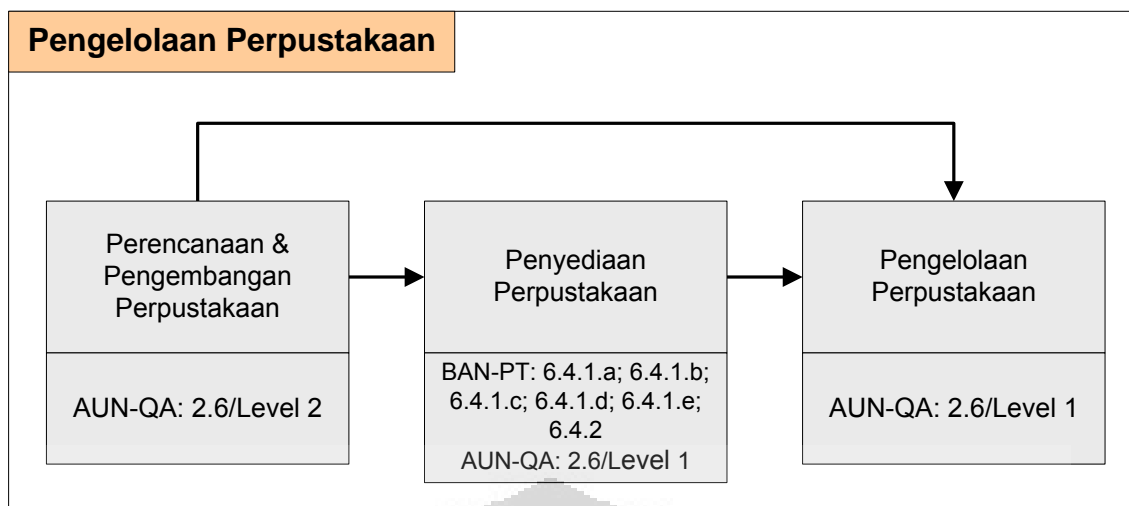 Pengelolaan Perpustakaan
Perencanaan &
Pengembangan
Perpustakaan
AUN-QA: 2.6/Level 2
Penyediaan
Perpustakaan
BAN-PT: 6.4.1.a; 6.4.1.b;
6.4.1.c; 6.4.1.d; 6.4.1.e;
6.4.2
AUN-QA: 2.6/Level 1
Pengelolaan
Perpustakaan
AUN-QA: 2.6/Level 1